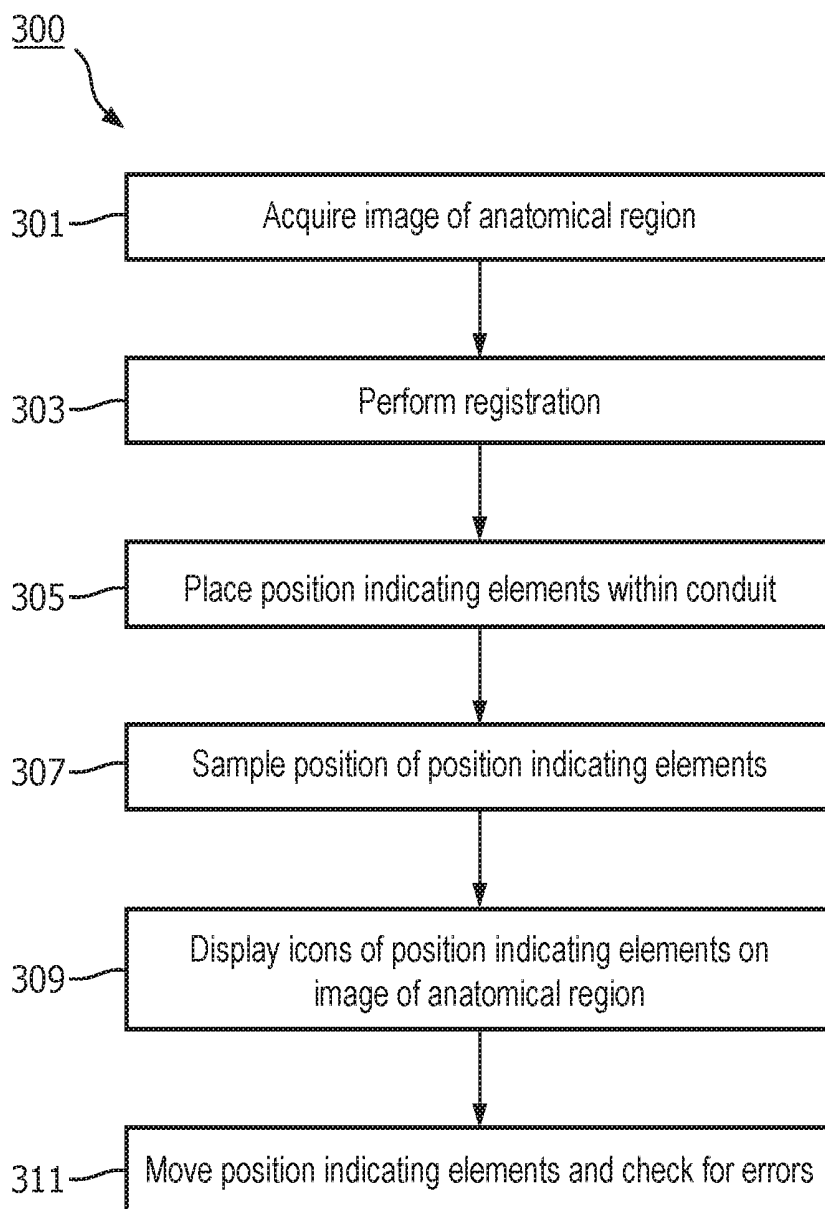 300
301
Acquire image of anatomical region
303
Perform registration
305
Place position indicating elements within conduit
307
Sample position of position indicating elements
309
Display icons of position indicating elements on
image of anatomical region
311
Move position indicating elements and check for errors